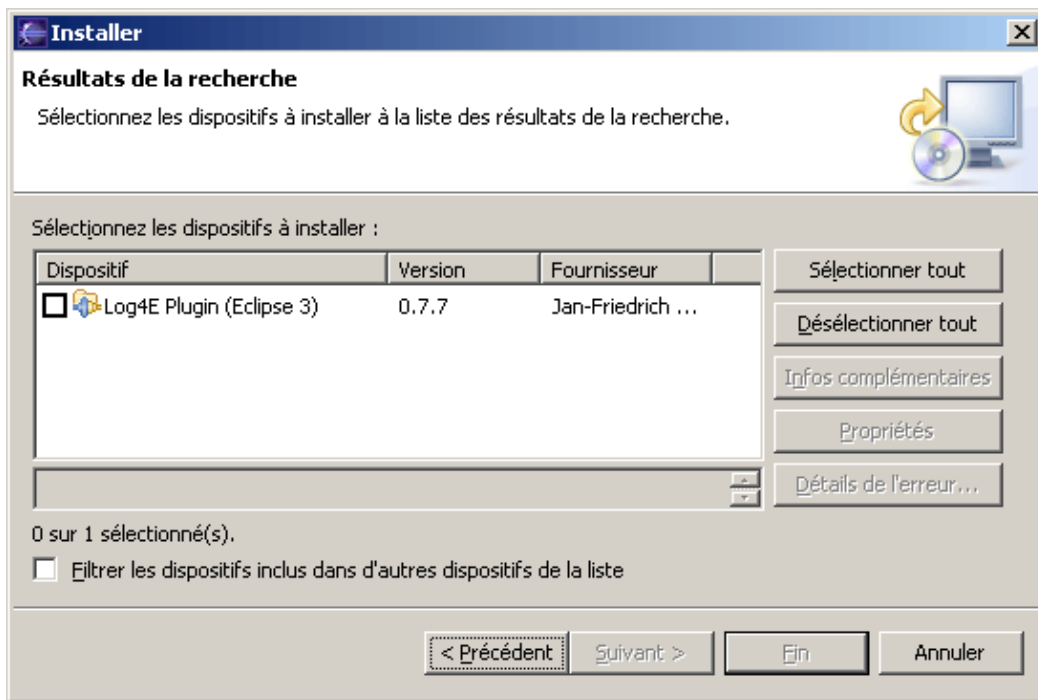 Installer
Résultats de la recherche
Sélectionnez les dispositifs à installer à la liste des résultats de la recherche.
Sélectionnez les dispositifs à installer :
Dispositif Version Fournisseur
Log4E Plugin (Eclipse 3) 0.7.7 Jan-Friedrich ...
Sélectionner tout
Désélectionner tout
Infos complémentaires
Propriétés
Détails de l'erreur...
0 sur 1 sélectionné(s).
Filtrer les dispositifs inclus dans d'autres dispositifs de la liste
< Précédent Suivant > Fin Annuler